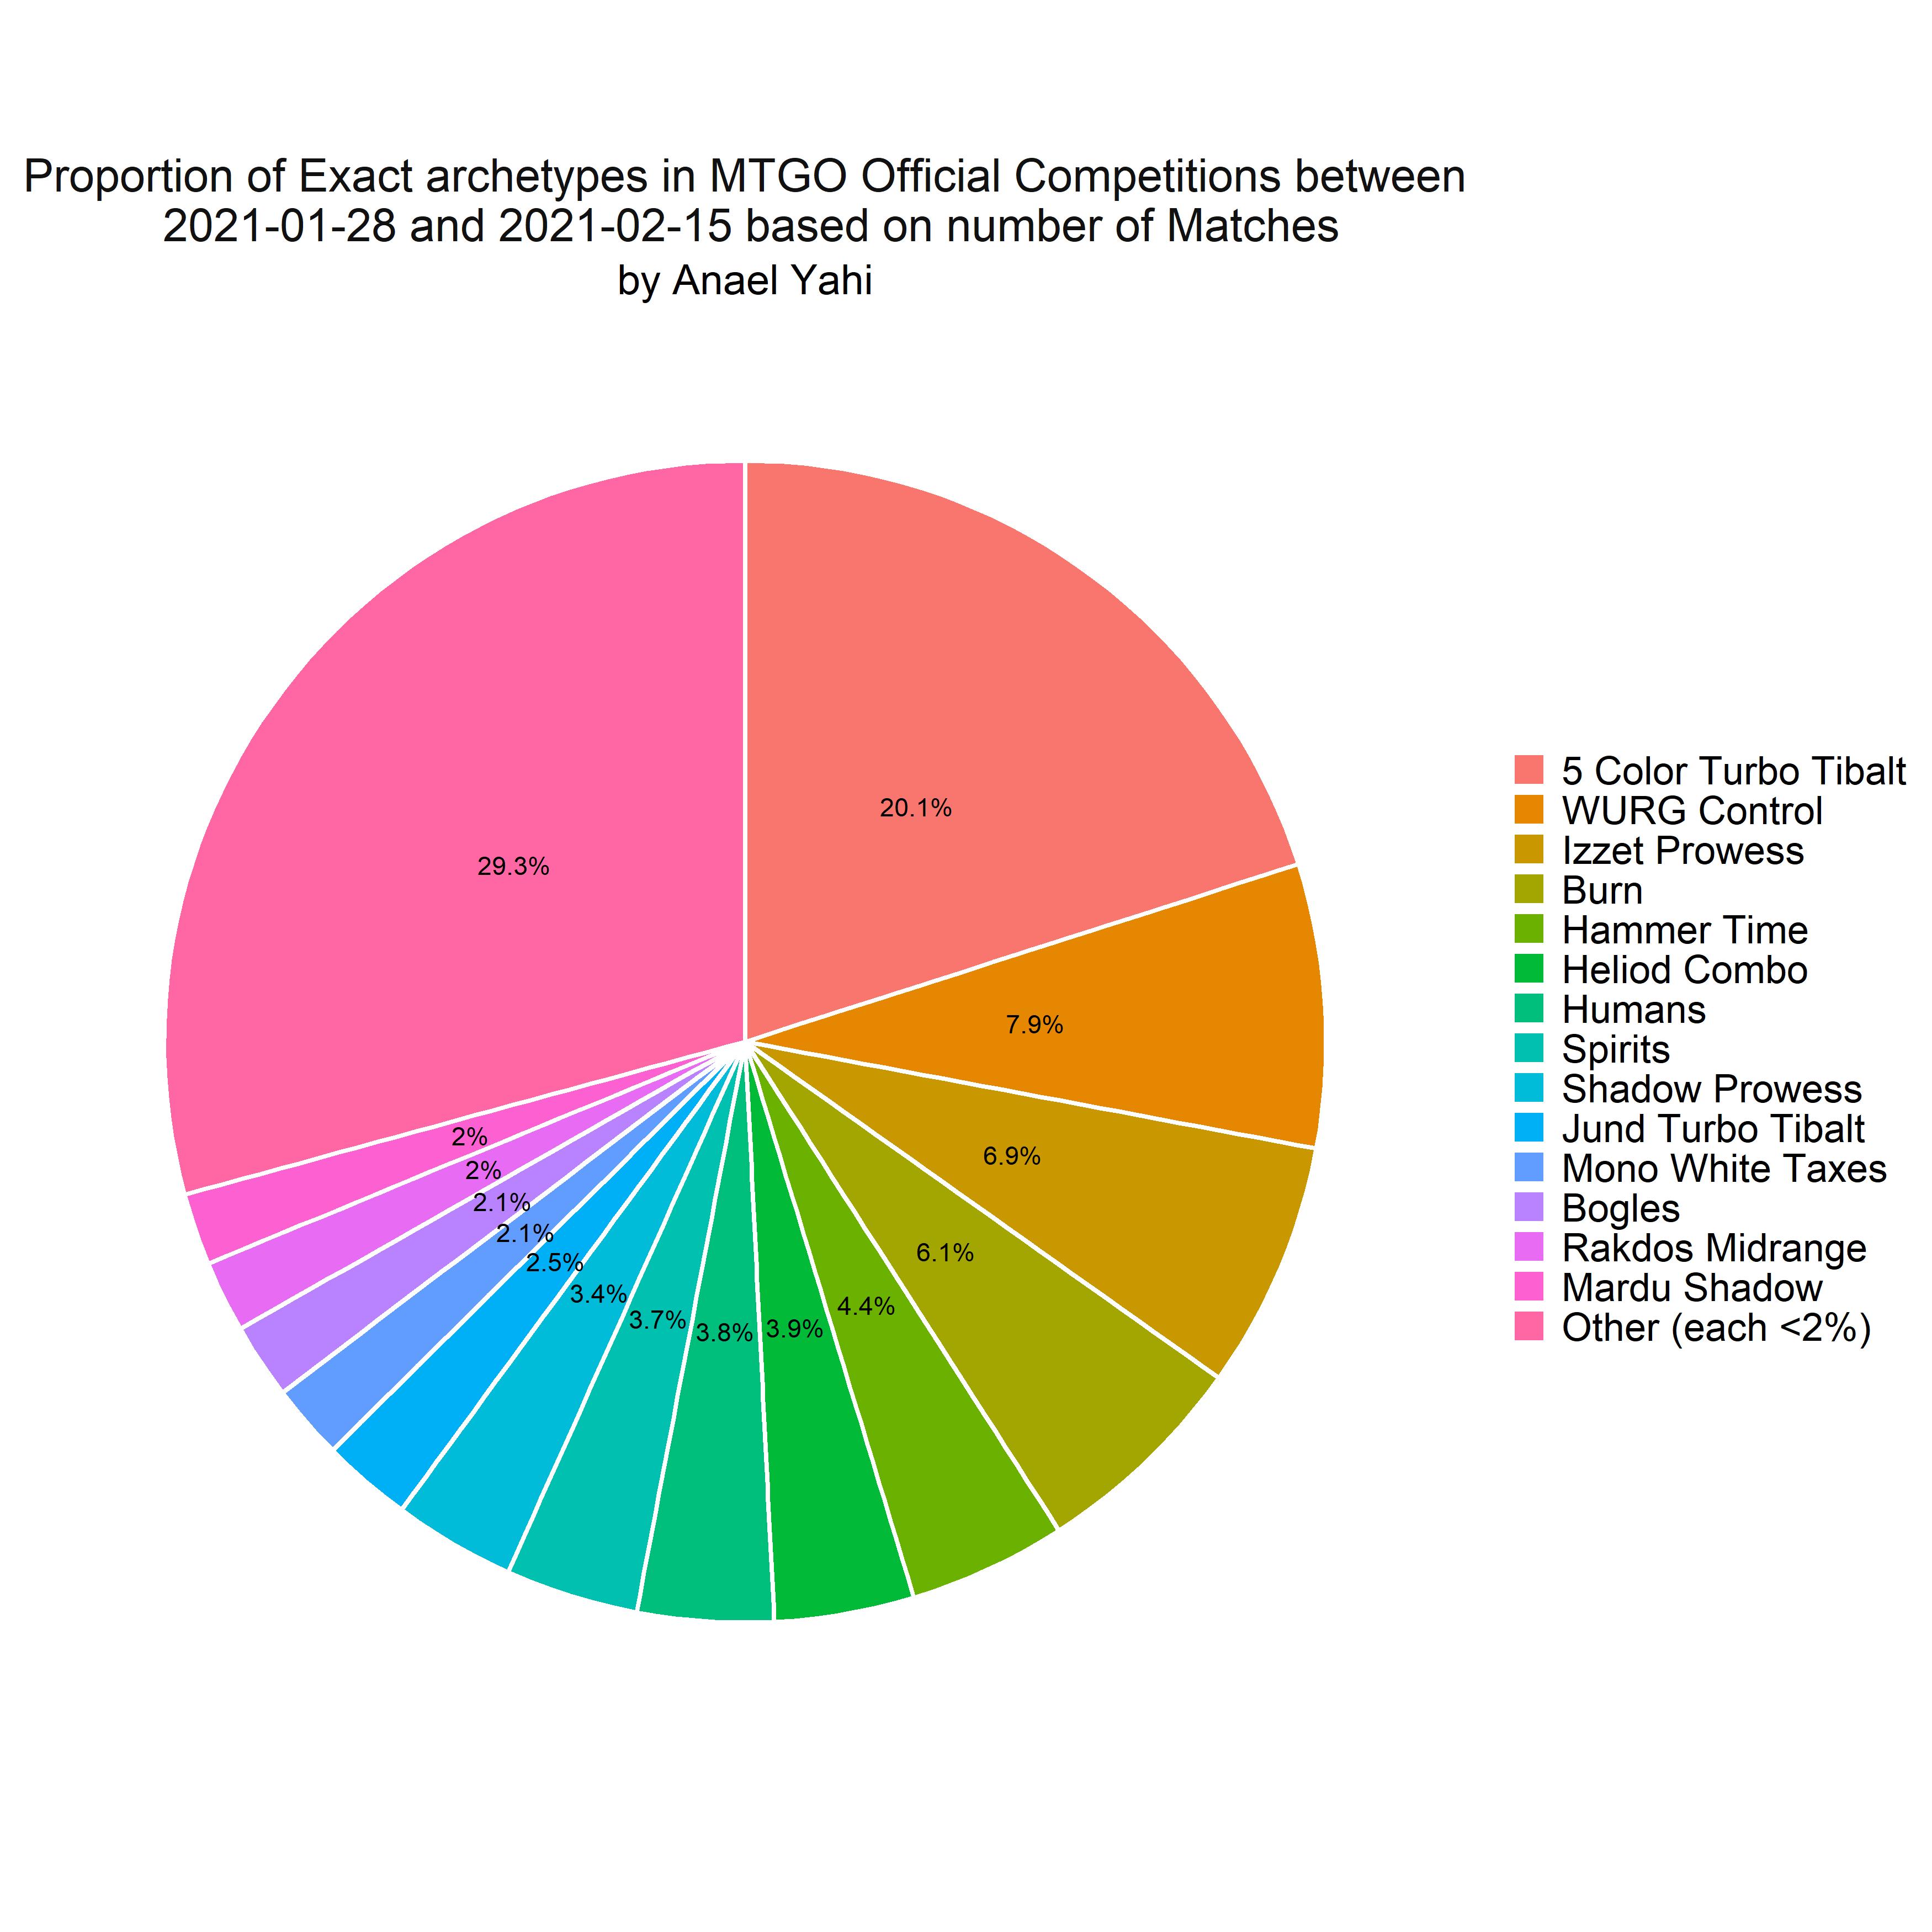 Proportion of Exact archetypes in MTGO Official Competitions between
2021-01-28 and 2021-02-15 based on number of Matches
by Anael Yahi
20.1%
29.3%
7.9%
6.9%
2%
2%
2.1%
2.1%
2.5%
3.4%
3.7%
3.8%
3.9%
4.4%
6.1%
5 Color Turbo Tibalt
WURG Control
Izzet Prowess
Burn
Hammer Time
Heliod Combo
Humans
Spirits
Shadow Prowess
Jund Turbo Tibalt
Mono White Taxes
Bogles
Rakdos Midrange
Mardu Shadow
Other (each <2%)